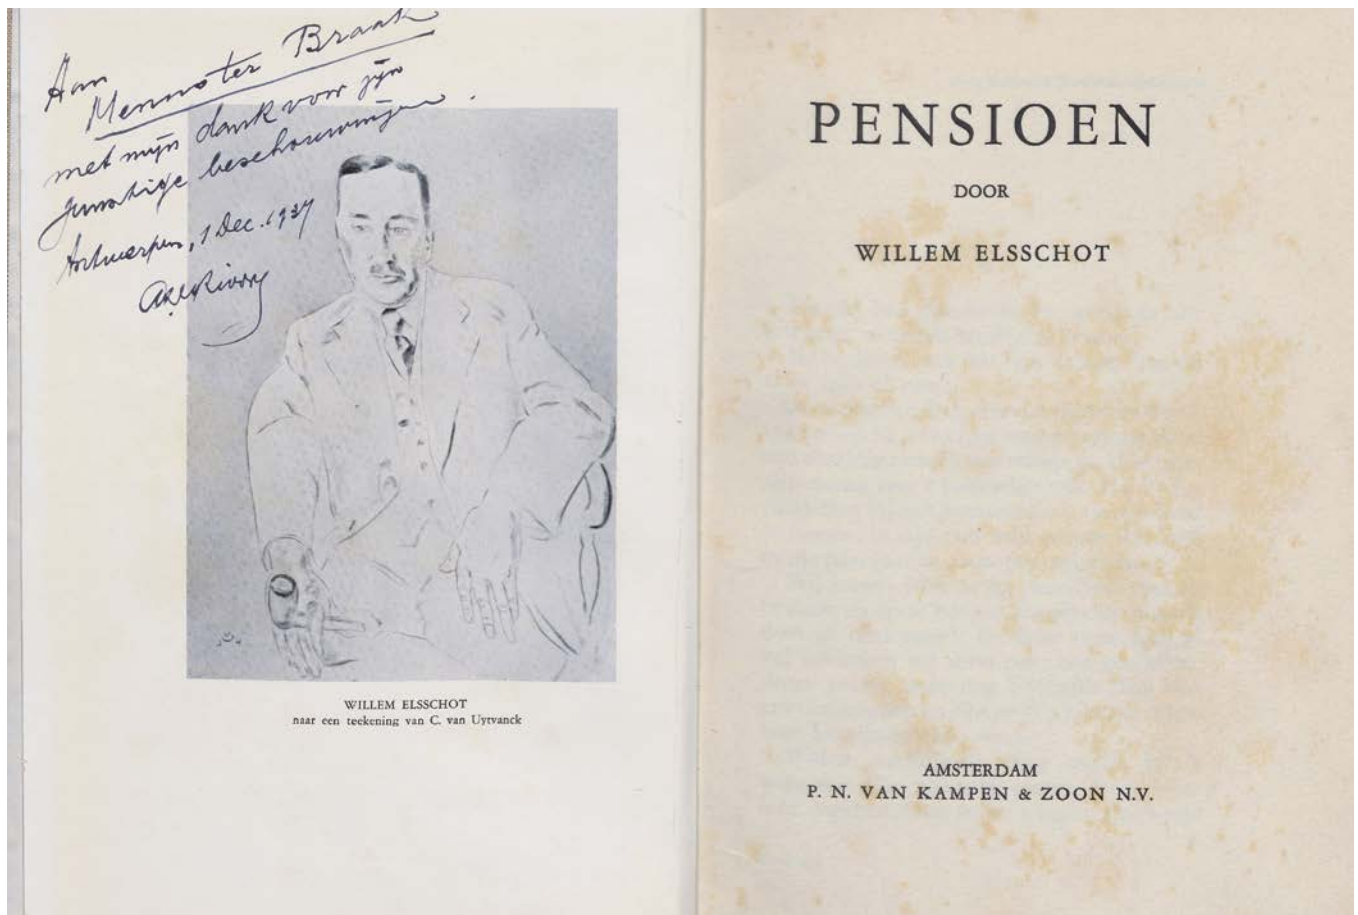 Aan
Menno ter Braak
met mijn dank voor zijn
gunstige beschouwingen.
Antwerpen, 1 Dec. 1937
WILLEM ELSSCHOT
naar een teekening van C. van Uytvanck
PENSIOEN
DOOR
WILLEM ELSSCHOT
AMSTERDAM
P. N. VAN KAMPEN & ZOON N.V.